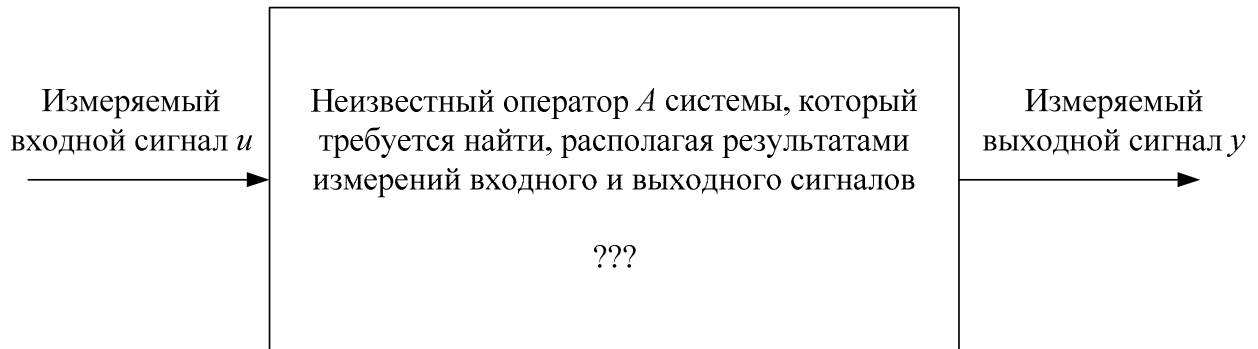 Измеряемый
входной сигнал u
Неизвестный оператор A системы, который
требуется найти, располагая результатами
измерений входного и выходного сигналов
???
Измеряемый
выходной сигнал y